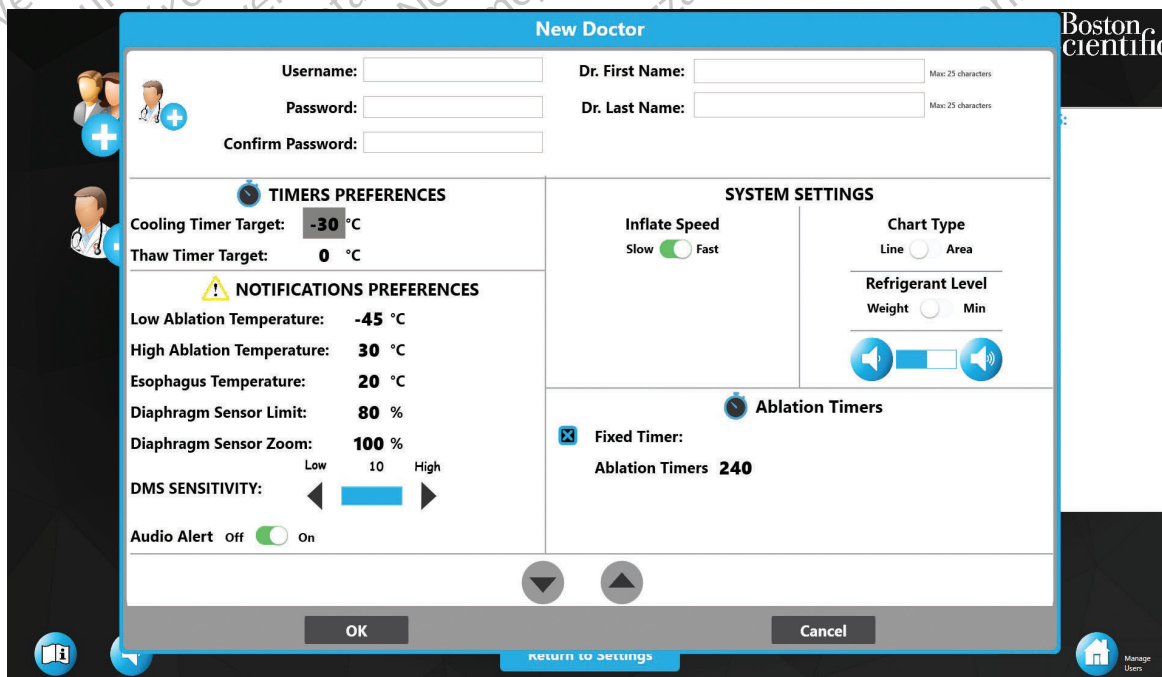 New Doctor
Boston
Scientific
Username:
Dr. First Name:
Max: 25 characters
Password:
Dr. Last Name:
Max: 25 characters
Confirm Password:
TIMERS PREFERENCES
Cooling Timer Target: -30 °C
Thaw Timer Target: 0 °C
NOTIFICATIONS PREFERENCES
Low Ablation Temperature: -45 °C
High Ablation Temperature: 30 °C
Esophagus Temperature: 20 °C
Diaphragm Sensor Limit: 80 %
Diaphragm Sensor Zoom: 100 %
Low 10 High
DMS SENSITIVITY:
Audio Alert Off On
SYSTEM SETTINGS
Inflate Speed
Slow Fast
Chart Type
Line Area
Refrigerant Level
Weight Min
Ablation Timers
Fixed Timer:
Ablation Timers 240
OK
Cancel
Return to Settings
Manage
Users